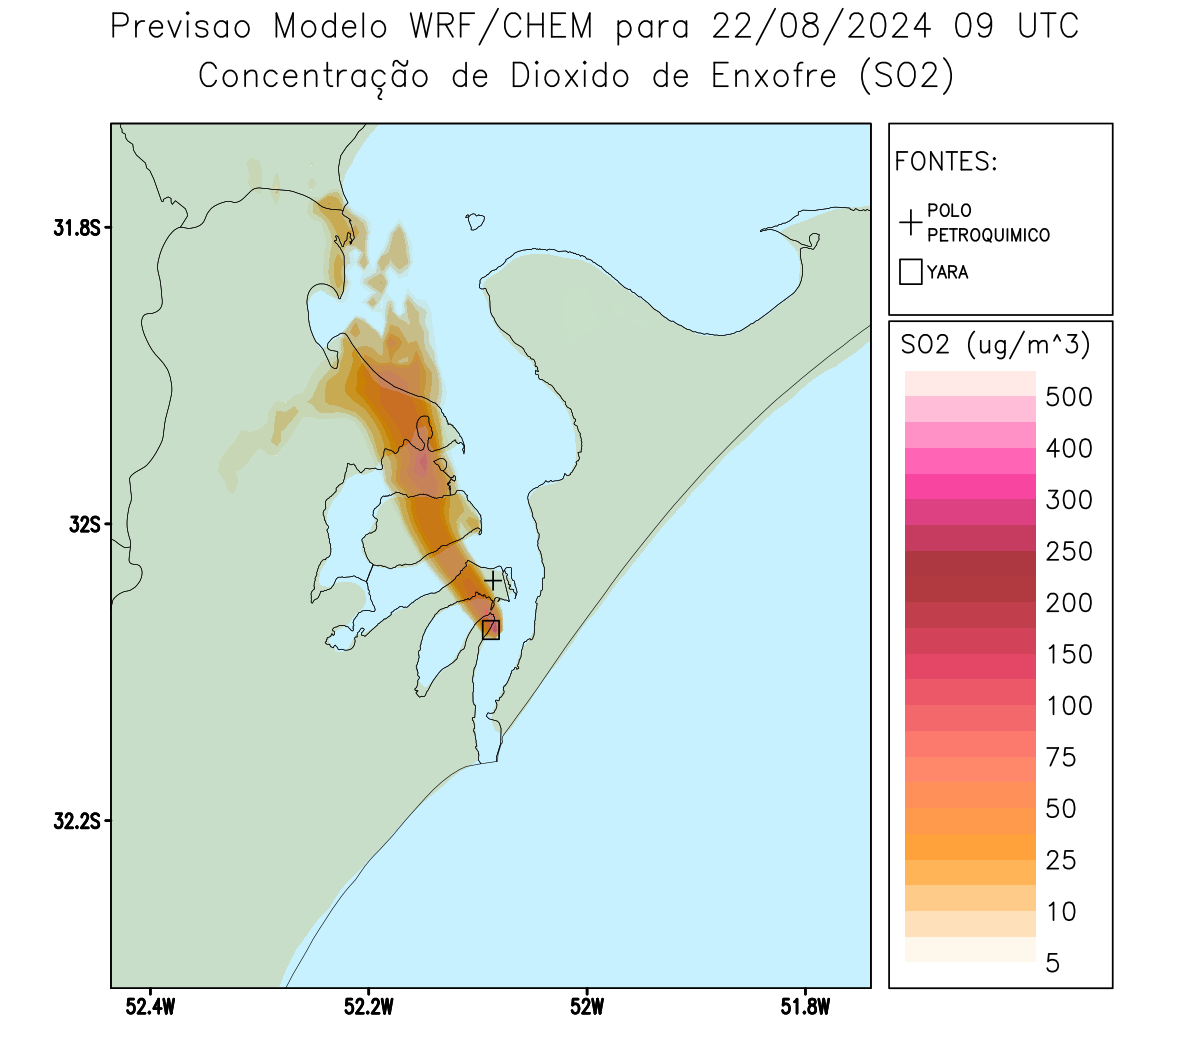 Previsao Modelo WRF/CHEM para 22/08/2024 09 UTC
Concentração de Dioxido de Enxofre (SO2)
FONTES:
POLO
PETROQUIMICO
YARA
SO2 (ug/m^3)
500
400
300
250
200
150
100
75
50
25
10
5
31.8S
32S
32.2S
52.4W
52.2W
52W
51.8W